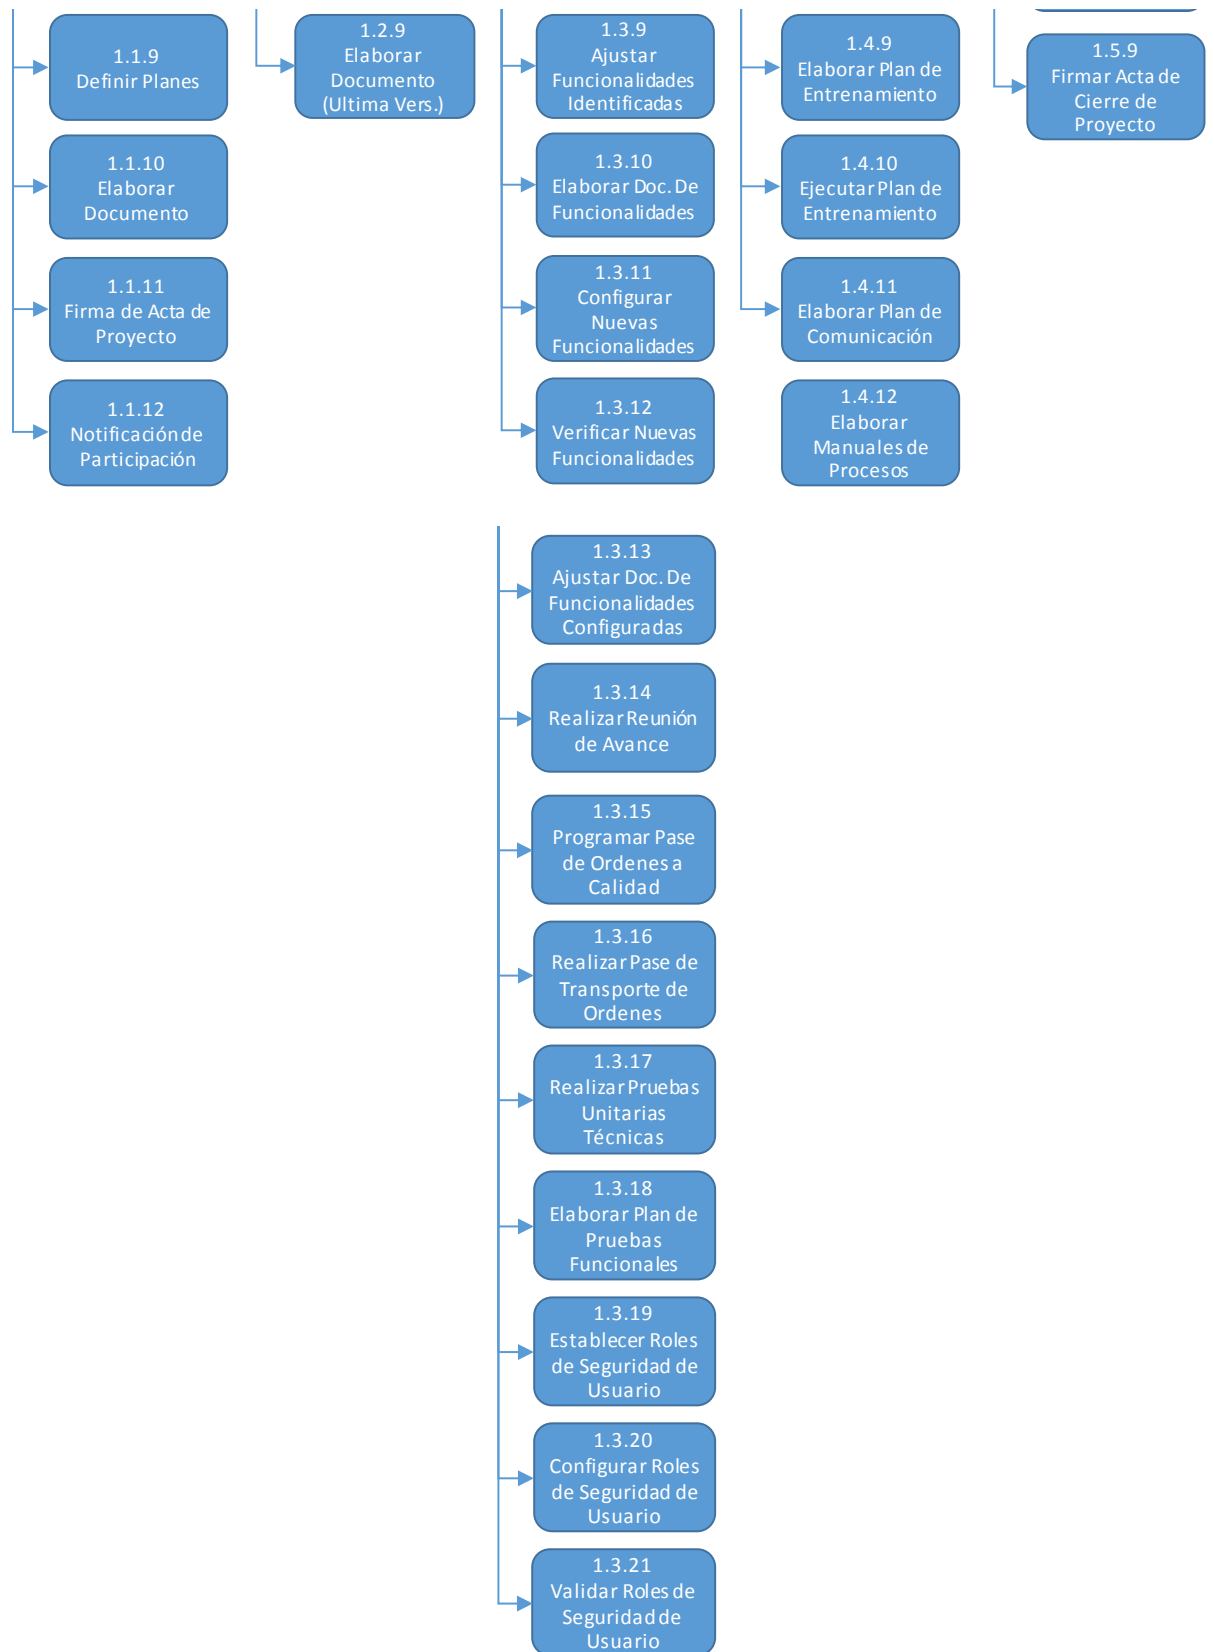 1.1.9
Definir Planes
1.1.10
Elaborar
Documento
1.1.11
Firma de Acta de
Proyecto
1.1.12
Notificación de
Participación
1.2.9
Elaborar
Documento
(Ultima Vers.)
1.3.9
Ajustar
Funcionalidades
Identificadas
1.3.10
Elaborar Doc. De
Funcionalidades
1.3.11
Configurar
Nuevas
Funcionalidades
1.3.12
Verificar Nuevas
Funcionalidades
1.4.9
Elaborar Plan de
Entrenamiento
1.4.10
Ejecutar Plan de
Entrenamiento
1.4.11
Elaborar Plan de
Comunicación
1.4.12
Elaborar
Manuales de
Procesos
1.5.9
Firmar Acta de
Cierre de
Proyecto
1.3.13
Ajustar Doc. De
Funcionalidades
Configuradas
1.3.14
Realizar Reunión
de Avance
1.3.15
Programar Pase
de Ordenes a
Calidad
1.3.16
Realizar Pase de
Transporte de
Ordenes
1.3.17
Realizar Pruebas
Unitarias
Técnicas
1.3.18
Elaborar Plan de
Pruebas
Funcionales
1.3.19
Establecer Roles
de Seguridad de
Usuario
1.3.20
Configurar Roles
de Seguridad de
Usuario
1.3.21
Validar Roles de
Seguridad de
Usuario